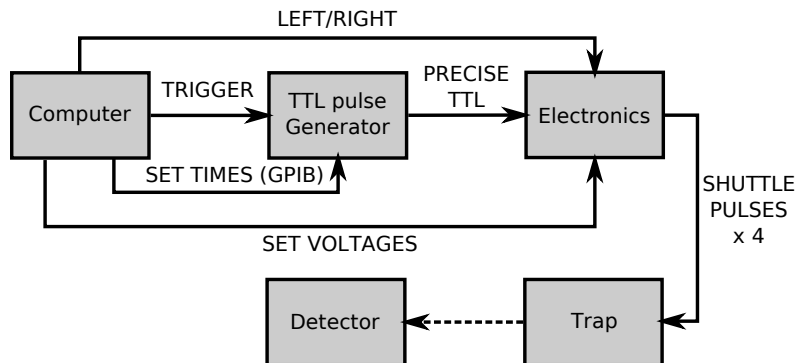 LEFT/RIGHT
Computer
TRIGGER
TTL pulse
Generator
PRECISE
TTL
Electronics
SET TIMES (GPIB)
SET VOLTAGES
SHUTTLE
PULSES
x 4
Detector
Trap